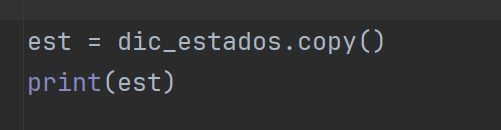 est = dic_estados.copy()
print(est)